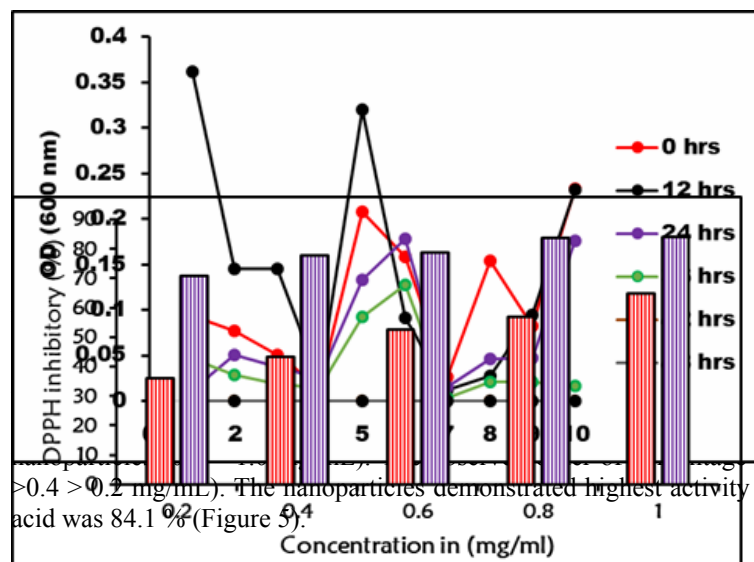 0.4
0.35
0.3
0.25
0.2
0.15
0.1
0.05
0
OD (600 nm)
0 hrs
12 hrs
24 hrs
hrs
hrs
hrs
2
5
8
10
DPPH inhibitory (%)
90
80
70
60
50
40
30
20
10
0
>0.4 > 0.2 mg/mL). The nanoparticles demonstrated highest activity
acid was 84.1 % (Figure 5).
0.2
0.4
0.6
0.8
1
Concentration in (mg/ml)